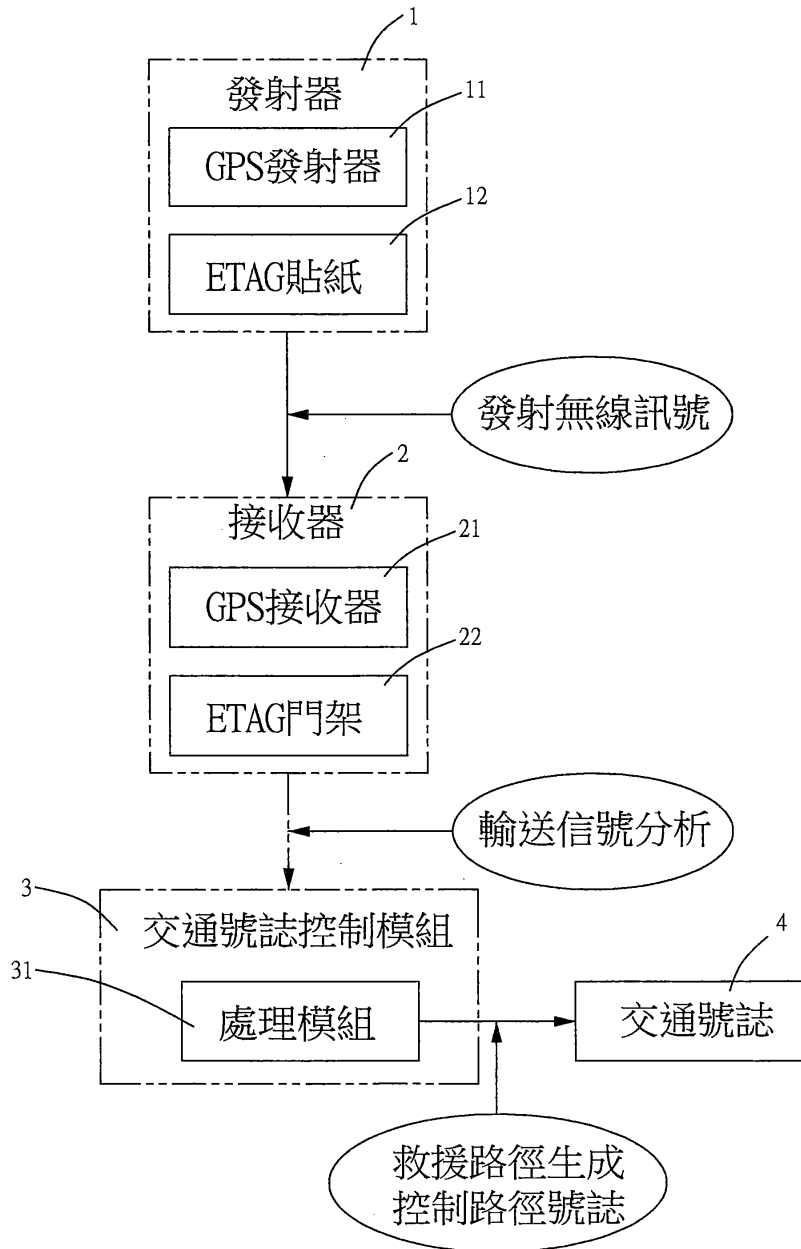 1
發射器
11
GPS發射器
12
ETAG貼紙
發射無線訊號
2
接收器
21
GPS接收器
22
ETAG門架
輸送信號分析
3
交通號誌控制模組
4
31
處理模組
交通號誌
救援路徑生成
控制路徑號誌